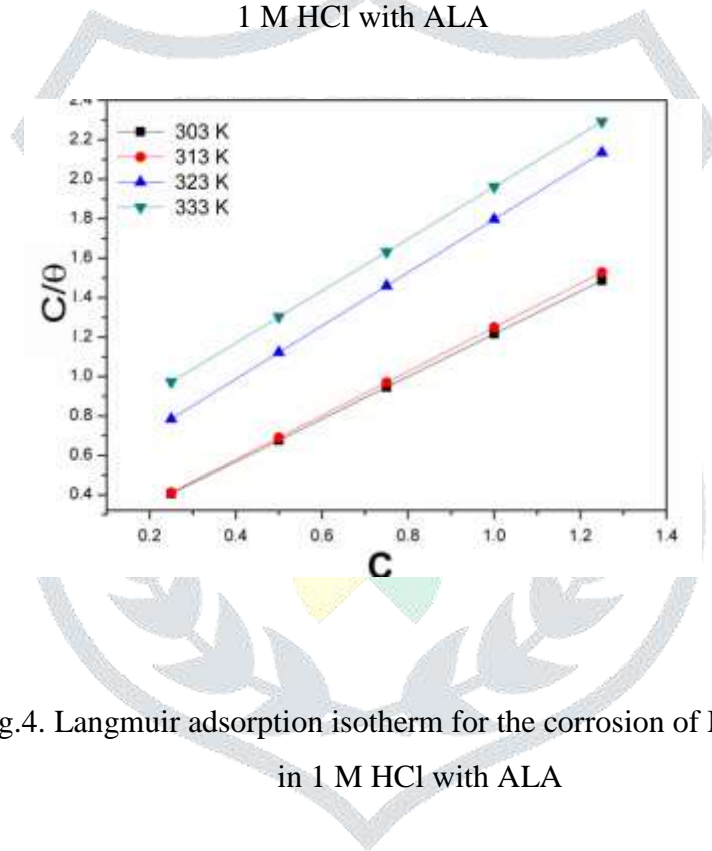 1 M HCl with ALA
2.4
303 K
313 K
323 K
333 K
2.2
2.0
1.8
1.6
1.4
1.2
1.0
0.8
0.6
0.4
C/θ
0.2 0.4 0.6 0.8 1.0 1.2 1.4
C
g.4. Langmuir adsorption isotherm for the corrosion of
in 1 M HCl with ALA